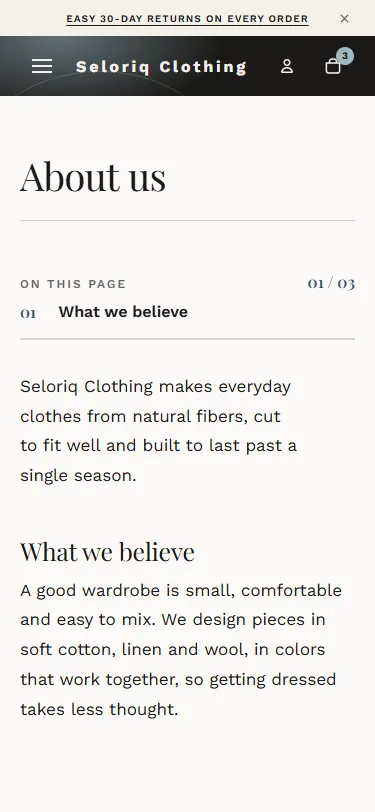 EASY 30-DAY RETURNS ON EVERY ORDER
Seloriq Clothing
3
About us
ON THIS PAGE
01 / 03
01 What we believe
Seloriq Clothing makes everyday
clothes from natural fibers, cut
to fit well and built to last past a
single season.
What we believe
A good wardrobe is small, comfortable
and easy to mix. We design pieces in
soft cotton, linen and wool, in colors
that work together, so getting dressed
takes less thought.